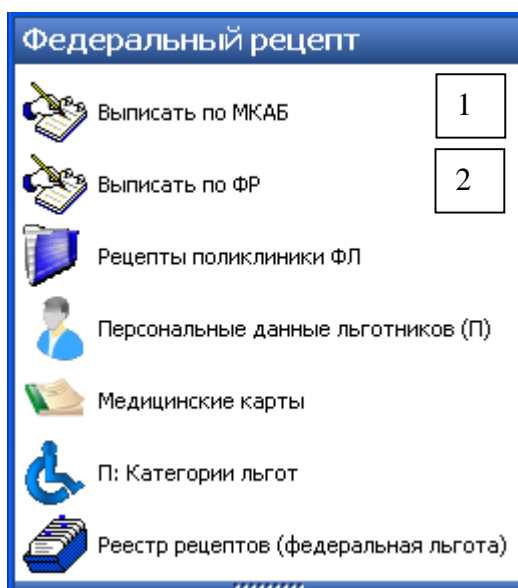 Федеральный рецепт
Выписать по МКАБ 1
Выписать по ФР 2
Рецепты поликлиники ФЛ
Персональные данные льготников (П)
Медицинские карты
П: Категории льгот
Реестр рецептов (федеральная льгота)